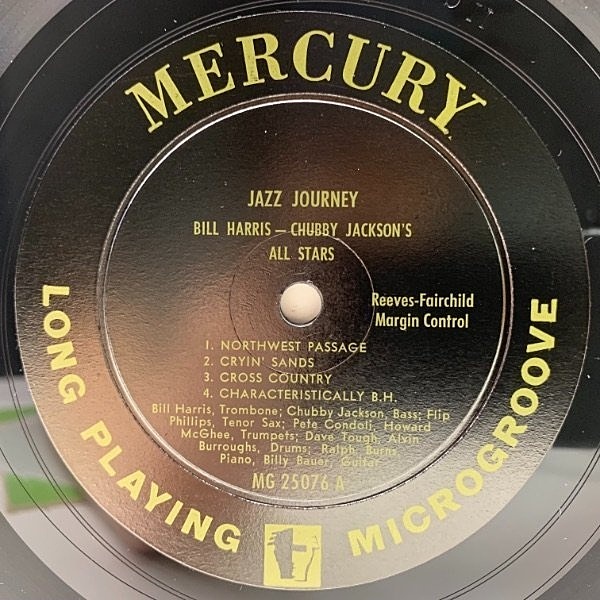 MERCURY
JAZZ JOURNEY
BILL HARRIS — CHUBBY JACKSON'S
ALL STARS
Reeves-Fairchild
Margin Control
1. NORTHWEST PASSAGE
2. CRYIN' SANDS
3. CROSS COUNTRY
4. CHARACTERISTICALLY B.H.
Bill Harris, Trombone; Chubby Jackson, Bass; Flip
Phillips, Tenor Sax; Pete Condoli, Howard
McGhee, Trumpets; Dave Tough, Alvin
Burroughs, Drums; Ralph Burns,
Piano, Billy Bauer, Guitar
MG 25076 A
LONG PLAYING MICROGROOVE